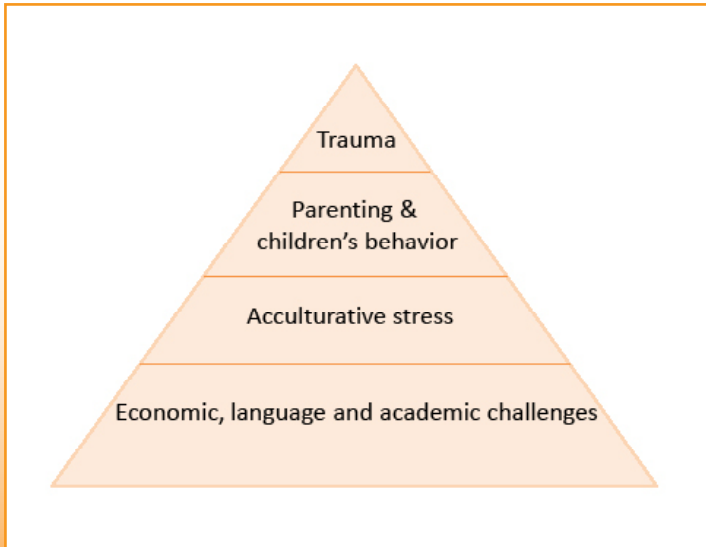 Trauma
Parenting &
children’s behavior
Acculturative stress
Economic, language and academic challenges